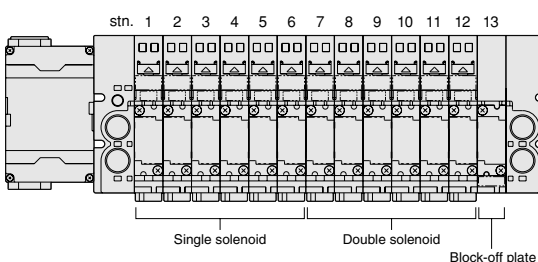 stn. 1 2 3 4 5 6 7 8 9 10 11 12 13
Single solenoid Double solenoid
Block-off plate